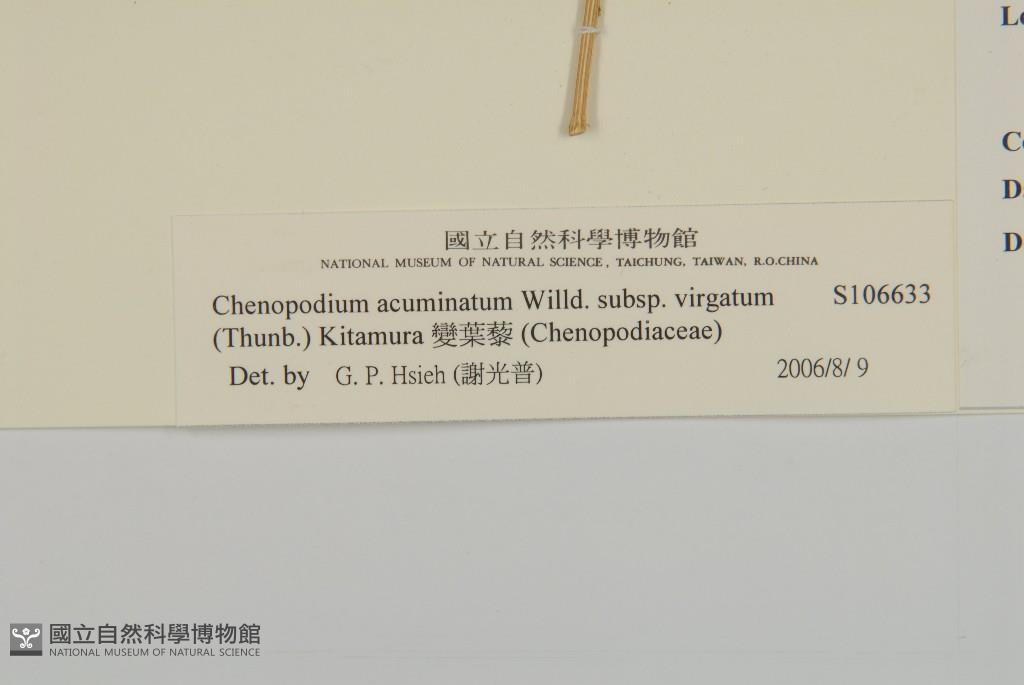 國立自然科學博物館
NATIONAL MUSEUM OF NATURAL SCIENCE, TAICHUNG, TAIWAN, R.O.CHINA
Chenopodium acuminatum Willd. subsp. virgatum S106633
(Thunb.) Kitamura 變葉藜 (Chenopodiaceae)
Det. by G. P. Hsieh (謝光普) 2006/8/ 9
國立自然科學博物館
NATIONAL MUSEUM OF NATURAL SCIENCE